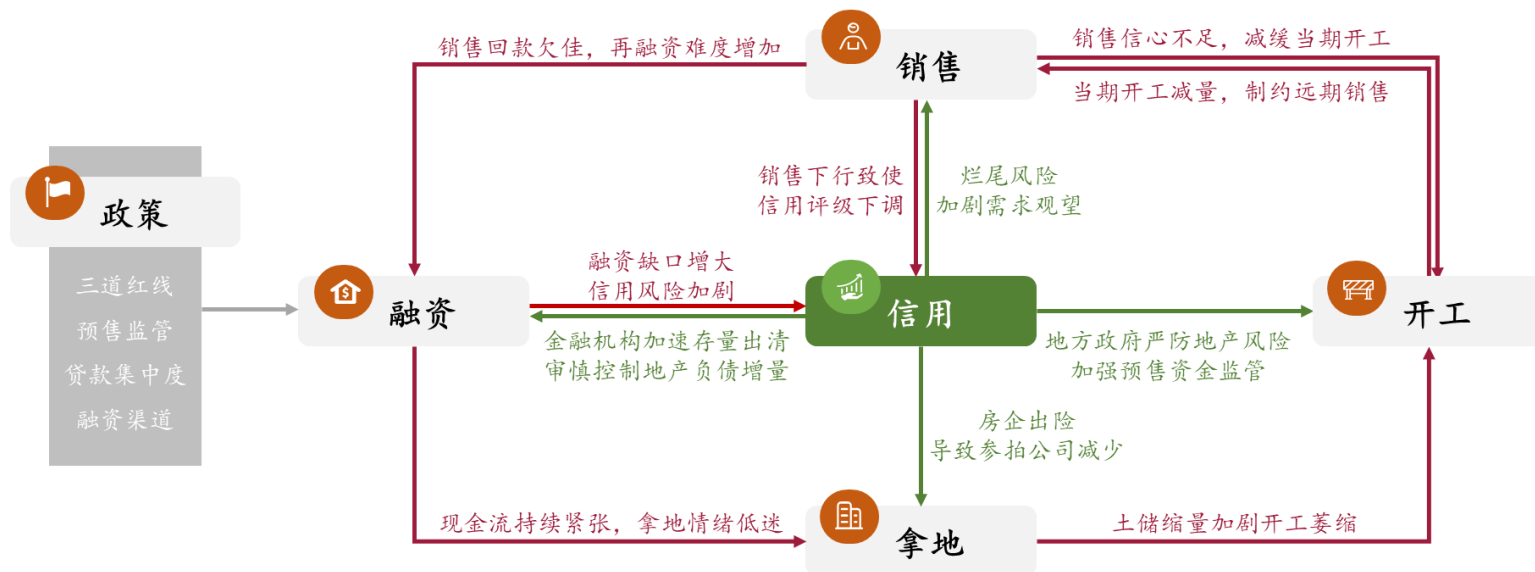 销售回款欠佳，再融资难度增加
销售
销售信心不足，减缓当期开工
当期开工减量，制约远期销售
政策
三道红线
预售监管
贷款集中度
融资渠道
销售下行致使
信用评级下调
烂尾风险
加剧需求观望
融资
融资缺口增大
信用风险加剧
金融机构加速存量出清
审慎控制地产负债增量
信用
地方政府严防地产风险
加强预售资金监管
开工
房企出险
导致参拍公司减少
现金流持续紧张，拿地情绪低迷
拿地
土储缩量加剧开工萎缩